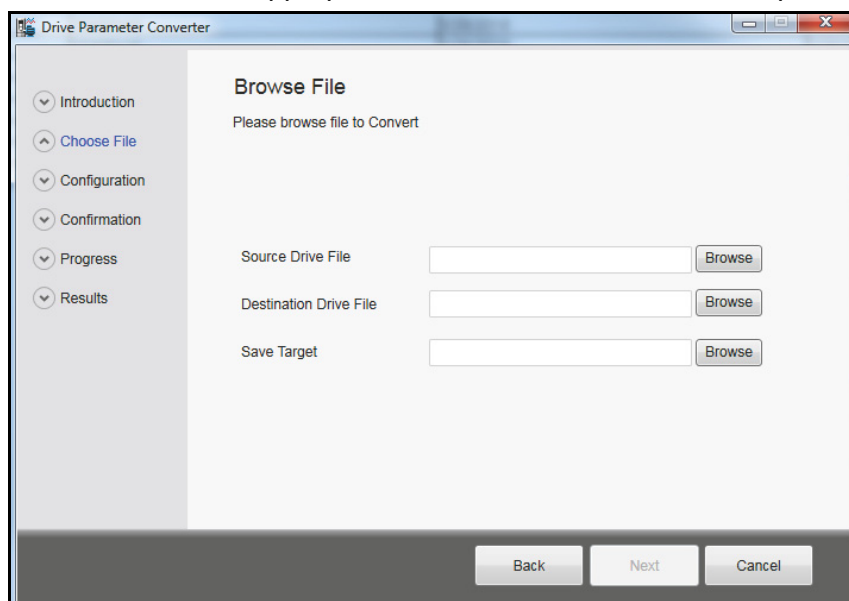 Drive Parameter Converter
Introduction
Choose File
Configuration
Confirmation
Progress
Results
Browse File
Please browse file to Convert
Source Drive File
Browse
Destination Drive File
Browse
Save Target
Browse
Back
Next
Cancel